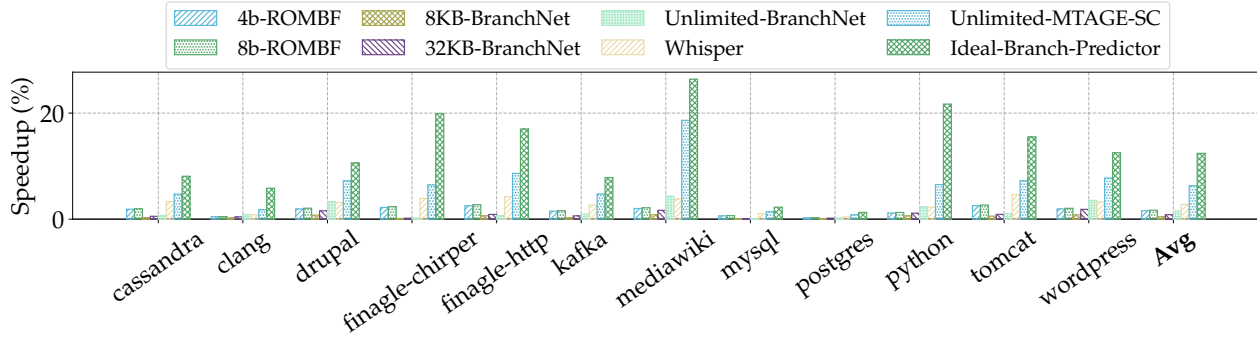 4b-ROMBF 8KB-BranchNet Unlimited-BranchNet Unlimited-MTAGE-SC
8b-ROMBF 32KB-BranchNet Whisper Ideal-Branch-Predictor
Speedup (%)
20
0
cassandra
clang
drupal
finagle-chirper
finagle-http
kafka
mediawiki
mysql
postgres
python
tomcat
wordpress
Avg